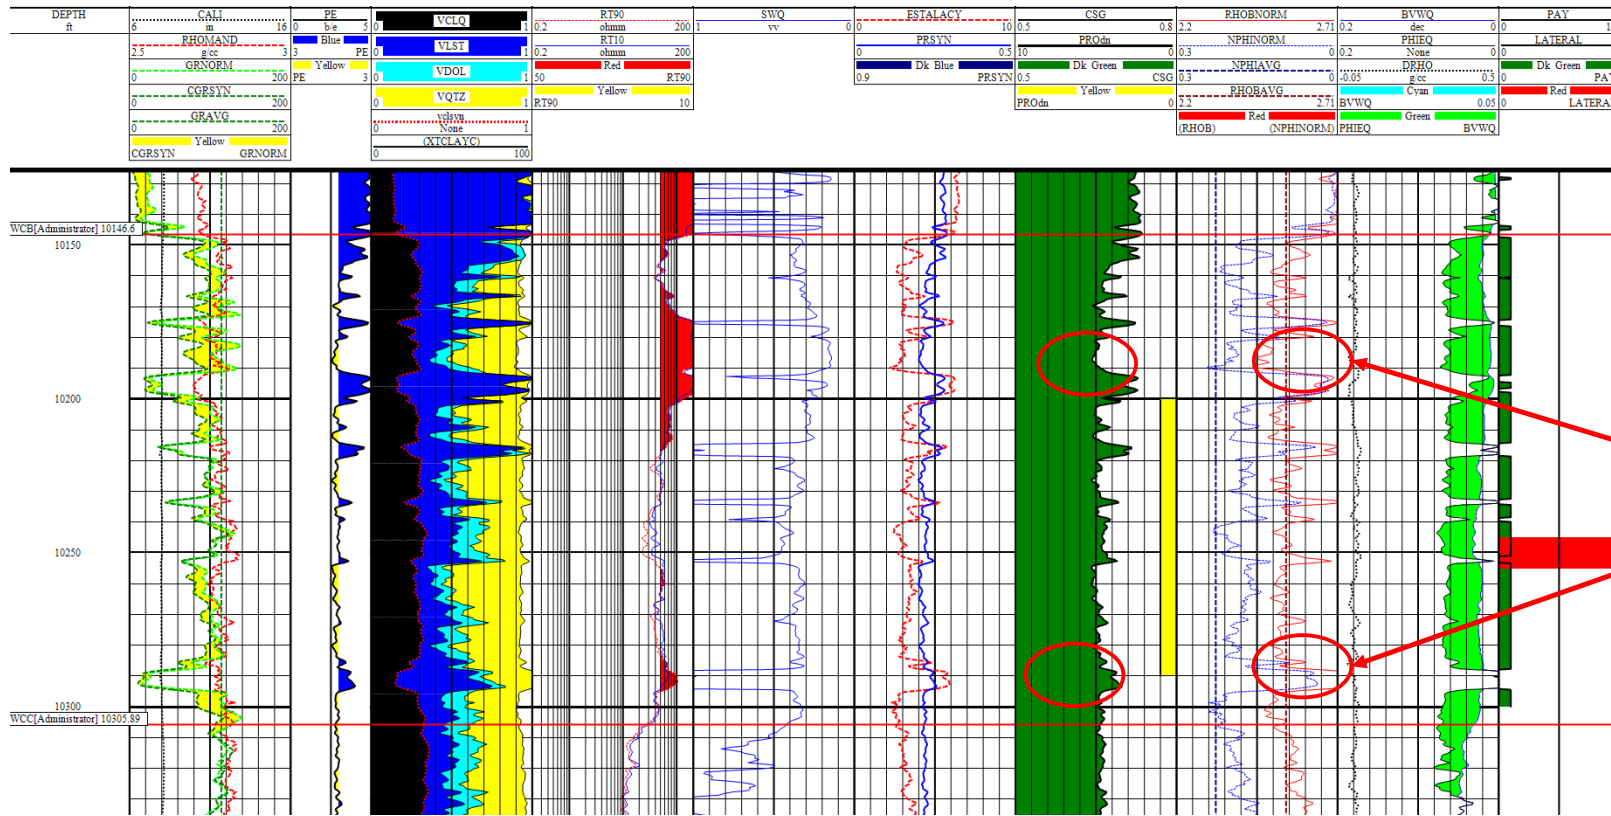 DEPTH
ft
CALI
6 in 16
RHOMAND
2.5 g/cc 3
GRNORM
0 200
CGRSYN
0 200
GRAVG
0 200
Yellow
CGRSYN GRNORM
PE
0 b/e 5
Blue
3 PE
Yellow
PE 3
VCLQ
0 1
VLST
0 1
VDOL
0 1
VQTZ
0 1
vclsyn
0 None 1
(XTCLAYC)
0 100
RT90
0.2 ohmm 200
RT10
0.2 ohmm 200
Red
50 RT90
Yellow
RT90 10
SWQ
1 vv 0
ESTALACY
0 10
PRSYN
0 0.5
Dk Blue
0.9 PRSYN
CSG
0.5 0.8
PROdn
10 0
Dk Green
0.5 CSG
Yellow
PROdn 0
RHOBNORM
2.2 2.71
NPHINORM
0.3 0
NPHIAVG
0.3 0
RHOBAVG
2.2 2.71
Red
(RHOB) (NPHINORM)
BVWQ
0.2 dec 0
PHIEQ
0.2 None 0
DRHO
-0.05 g/cc 0.5
Cyan
BVWQ 0.05
Green
PHIEQ BVWQ
PAY
0 1
LATERAL
0
Dk Green
0 PA
Red
0 LATERA
WCB[Administrator] 10146.6
10150
10200
10250
10300
WCC[Administrator] 10305.89